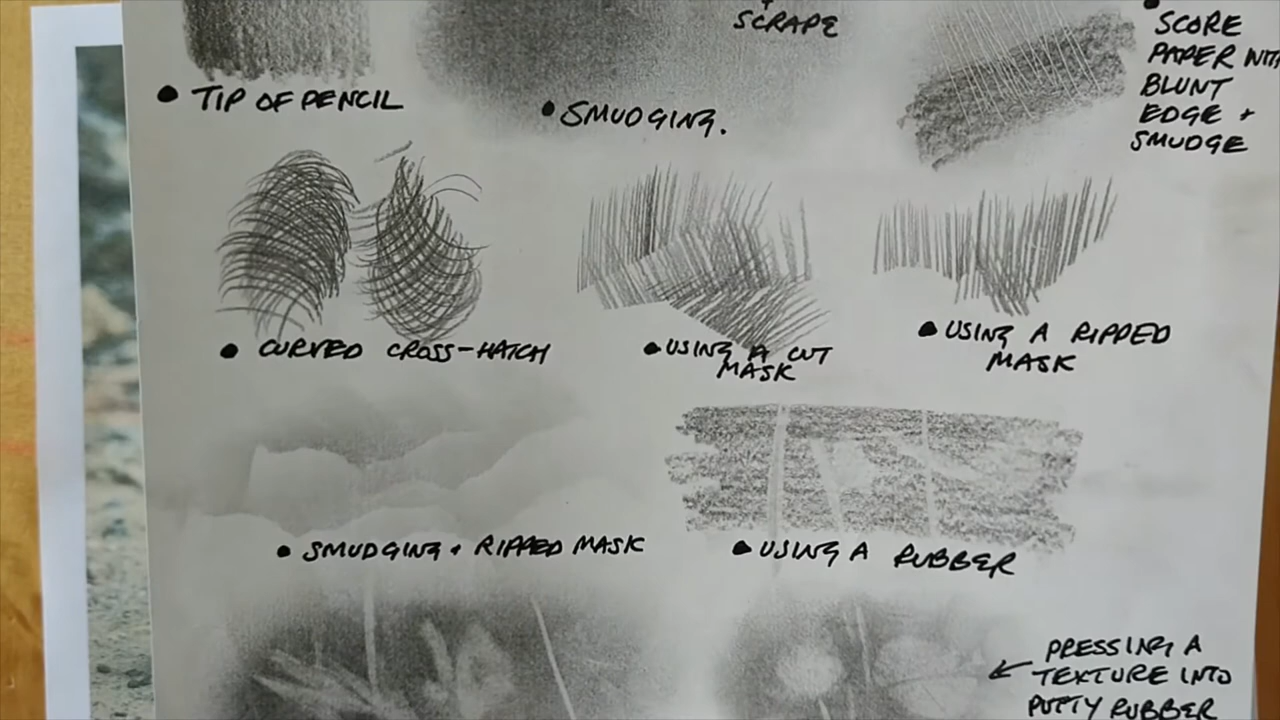 +
SCRAPE
• SCORE
PAPER WITH
BLUNT
EDGE +
SMUDGE
• TIP OF PENCIL
• SMUDGING.
• CURVED CROSS-HATCH
• USING A CUT
MASK
• USING A RIPPED
MASK
• SMUDGING + RIPPED MASK
• USING A RUBBER
PRESSING A
TEXTURE INTO
PUTTY RUBBER